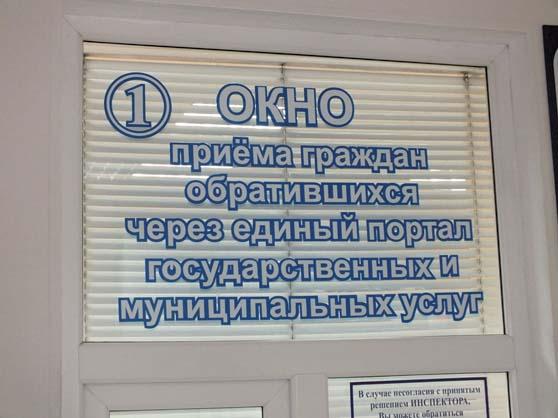 1 ОКНО
приёма граждан
обратившихся
через единый портал
государственных и
муниципальных услуг
В случае несогласия с принятым
решением ИНСПЕКТОРА,
Вы можете обратиться